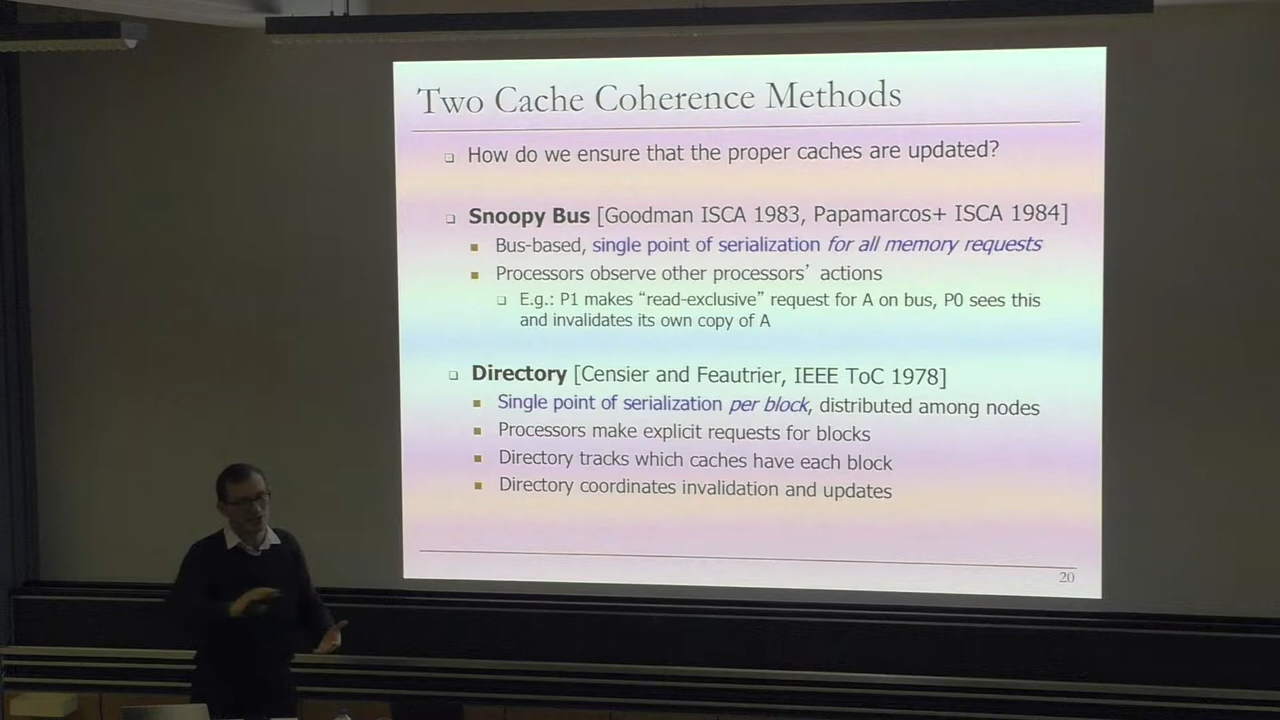 Two Cache Coherence Methods
❑ How do we ensure that the proper caches are updated?
❑ Snoopy Bus [Goodman ISCA 1983, Papamarcos+ ISCA 1984]
■ Bus-based, single point of serialization for all memory requests
■ Processors observe other processors’ actions
❑ E.g.: P1 makes “read-exclusive” request for A on bus, P0 sees this
and invalidates its own copy of A
❑ Directory [Censier and Feautrier, IEEE ToC 1978]
■ Single point of serialization per block, distributed among nodes
■ Processors make explicit requests for blocks
■ Directory tracks which caches have each block
■ Directory coordinates invalidation and updates
20